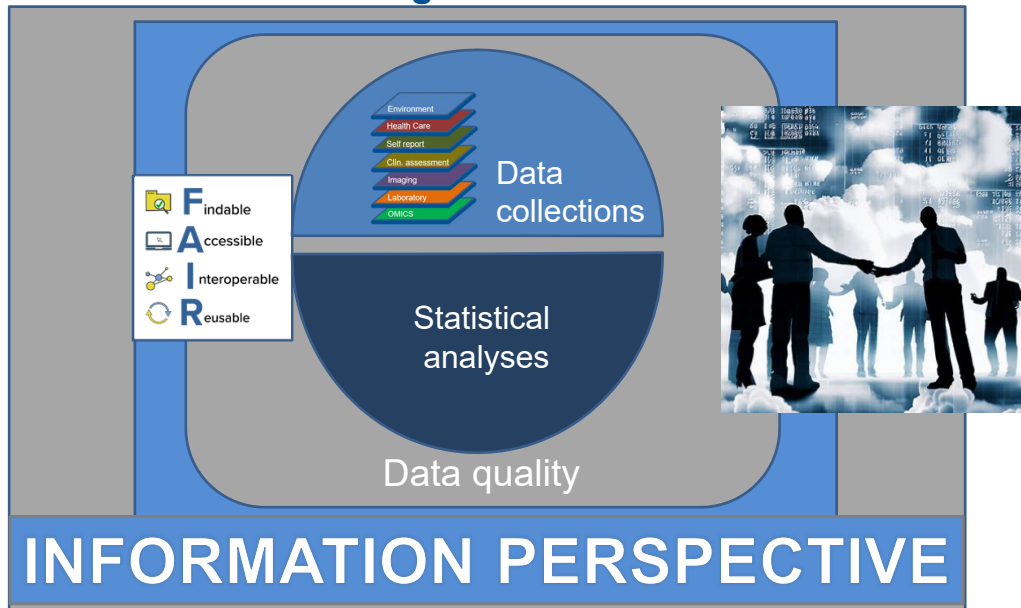 Environment
Health Care
Self report
Clin. assessment
Imaging
Laboratory
OMICS
Data
collections
Findable
Accessible
Interoperable
Reusable
Statistical
analyses
Data quality
INFORMATION PERSPECTIVE